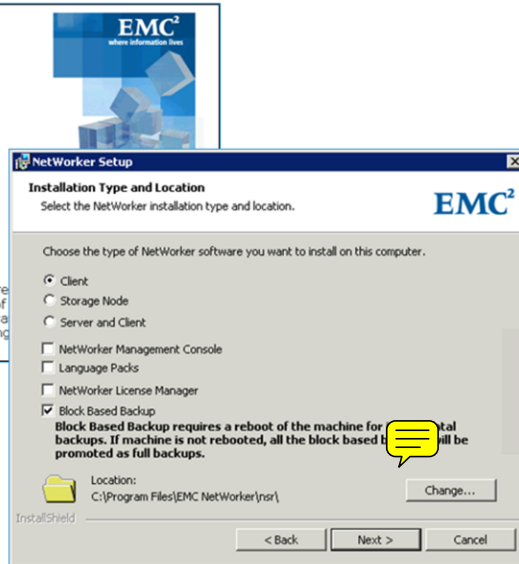 EMC²
where information lives
NetWorker Setup
Installation Type and Location
Select the NetWorker installation type and location.
EMC²
Choose the type of NetWorker software you want to install on this computer.
Client
Storage Node
Server and Client
NetWorker Management Console
Language Packs
NetWorker License Manager
Block Based Backup
Block Based Backup requires a reboot of the machine for tal
backups. If machine is not rebooted, all the block based b will be
promoted as full backups.
Location:
C:\Program Files\EMC NetWorker\nsr\
Change...
InstallShield
< Back
Next >
Cancel